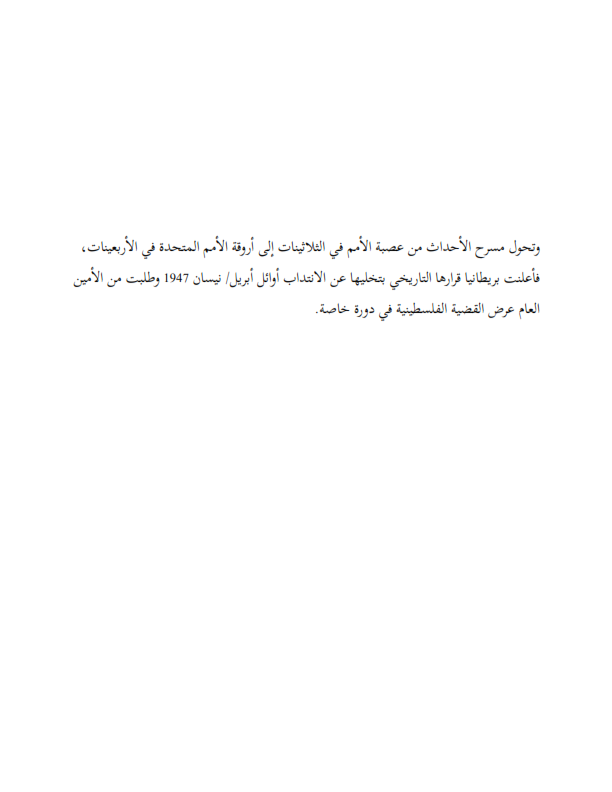 وتحول مسرح الأحداث من عصبة الأمم في الثلاثينات إلى أروقة الأمم المتحدة في الأربعينات،
فأعلنت بريطانيا قرارها التاريخي بتخليها عن الانتداب أوائل أبريل/ نيسان 1947 وطلبت من الأمين
العام عرض القضية الفلسطينية في دورة خاصة.